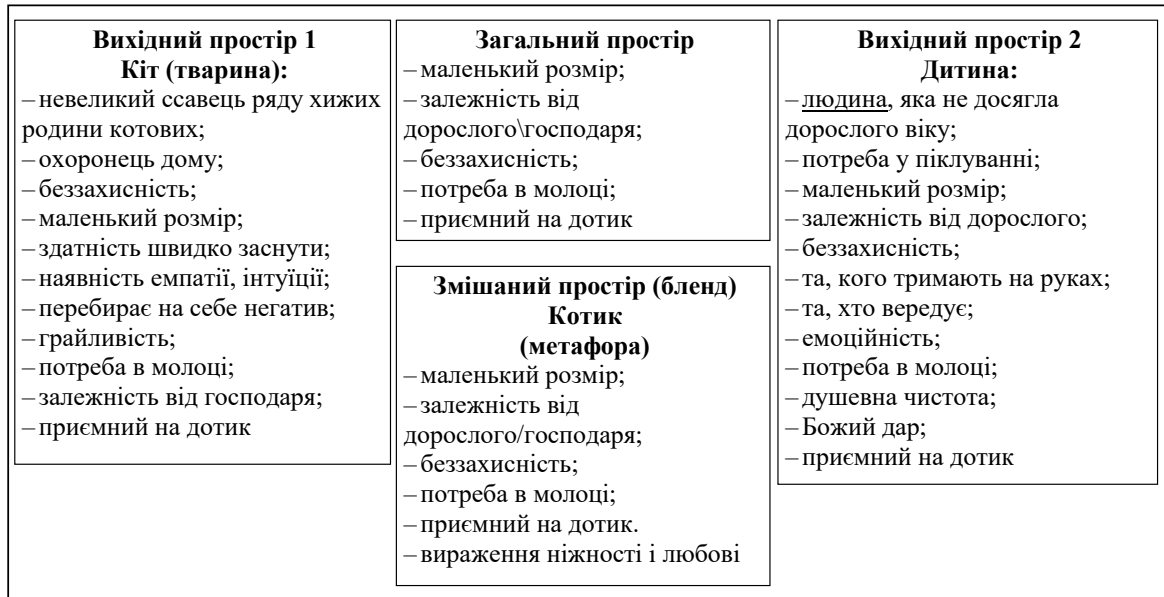 Вихідний простір 1
Кіт (тварина):
–невеликий ссавець ряду хижих
родини котових;
–охоронець дому;
–беззахисність;
–маленький розмір;
–здатність швидко заснути;
–наявність емпатії, інтуїції;
–перебирає на себе негатив;
–грайливість;
–потреба в молоці;
–залежність від господаря;
–приємний на дотик
Загальний простір
–маленький розмір;
–залежність від
дорослого\господаря;
–беззахисність;
–потреба в молоці;
–приємний на дотик
Змішаний простір (бленд)
Котик
(метафора)
–маленький розмір;
–залежність від
дорослого/господаря;
–беззахисність;
–потреба в молоці;
–приємний на дотик.
–вираження ніжності і любові
Вихідний простір 2
Дитина:
–людина, яка не досягла
дорослого віку;
–потреба у піклуванні;
–маленький розмір;
–залежність від дорослого;
–беззахисність;
–та, кого тримають на руках;
–та, хто вередує;
–емоційність;
–потреба в молоці;
–душевна чистота;
–Божий дар;
–приємний на дотик